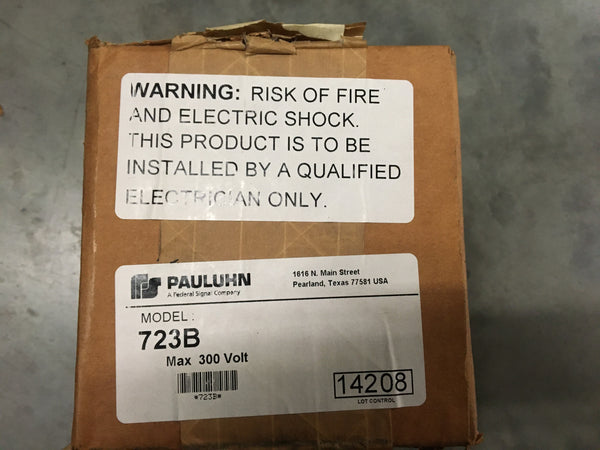 WARNING: RISK OF FIRE
AND ELECTRIC SHOCK.
THIS PRODUCT IS TO BE
INSTALLED BY A QUALIFIED
ELECTRICIAN ONLY.
PAULUHN
A Federal Signal Company
1616 N. Main Street
Pearland, Texas 77581 USA
MODEL :
723B
Max 300 Volt
*723B*
14208
LOT CONTROL